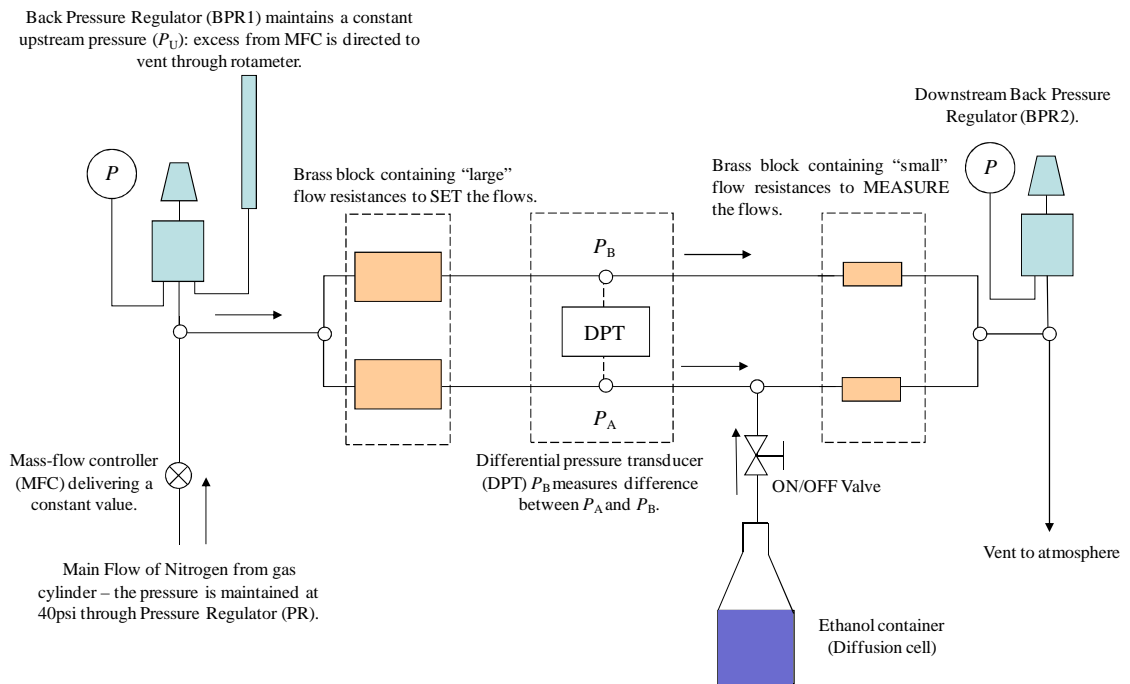 Back Pressure Regulator (BPR1) maintains a constant
upstream pressure (PU): excess from MFC is directed to
vent through rotameter.
P
Brass block containing “large”
flow resistances to SET the flows.
PB
DPT
PA
Differential pressure transducer
(DPT) PB measures difference
between PA and PB.
Brass block containing “small”
flow resistances to MEASURE
the flows.
Downstream Back Pressure
Regulator (BPR2).
P
Mass-flow controller
(MFC) delivering a
constant value.
Main Flow of Nitrogen from gas
cylinder – the pressure is maintained at
40psi through Pressure Regulator (PR).
ON/OFF Valve
Ethanol container
(Diffusion cell)
Vent to atmosphere